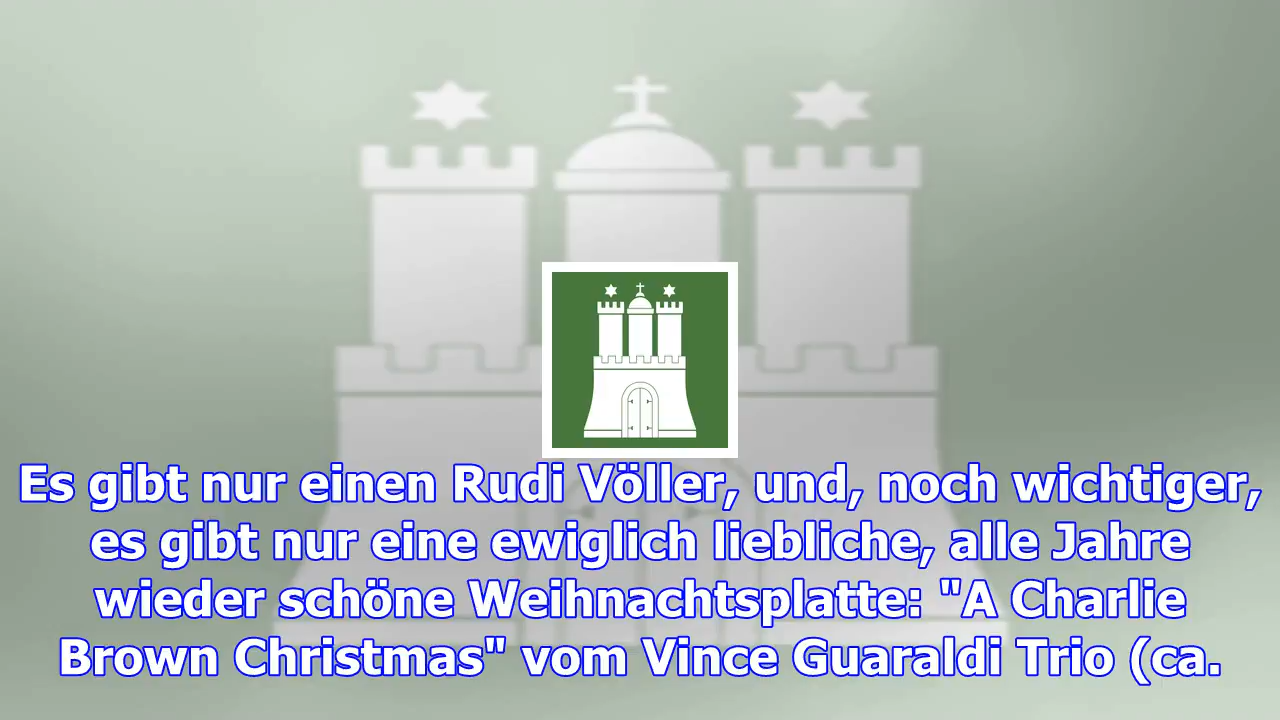 Es gibt nur einen Rudi Völler, und, noch wichtiger,
es gibt nur eine ewiglich liebliche, alle Jahre
wieder schöne Weihnachtsplatte: "A Charlie
Brown Christmas" vom Vince Guaraldi Trio (ca.